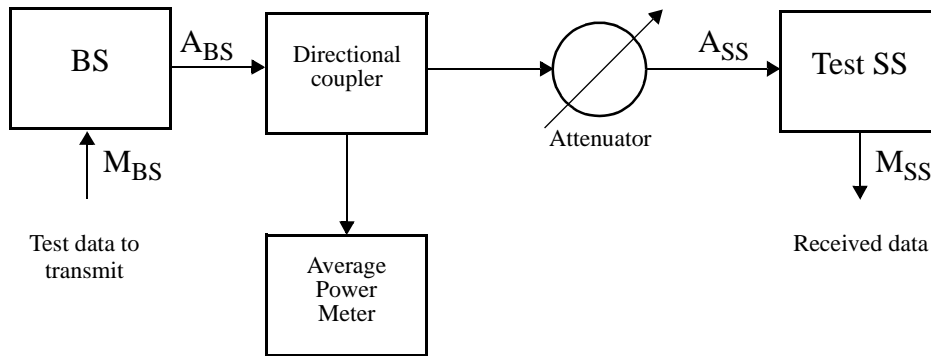 BS
A_BS
Directional
coupler
A_SS
Test SS
Attenuator
M_BS
M_SS
Test data to
transmit
Received data
Average
Power
Meter